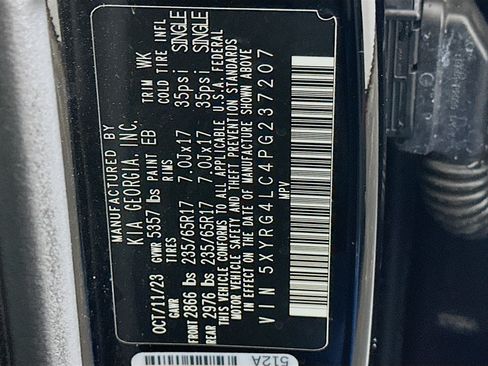 MANUFACTURED BY
KIA GEORGIA, INC.
OCT/11/23 GVWR 5357 lbs PAINT EB TRIM WK
GAWR TIRES RIMS COLD TIRE INFL
FRONT 2866 lbs 235/65R17 7.0Jx17 35psi SINGLE
REAR 2976 lbs 235/65R17 7.0Jx17 35psi SINGLE
THIS VEHICLE CONFORMS TO ALL APPLICABLE U.S.A. FEDERAL
MOTOR VEHICLE SAFETY AND THEFT PREVENTION STANDARDS
IN EFFECT ON THE DATE OF MANUFACTURE SHOWN ABOVE.
VIN 5XYRG4LC4PG237207
MPV
512A